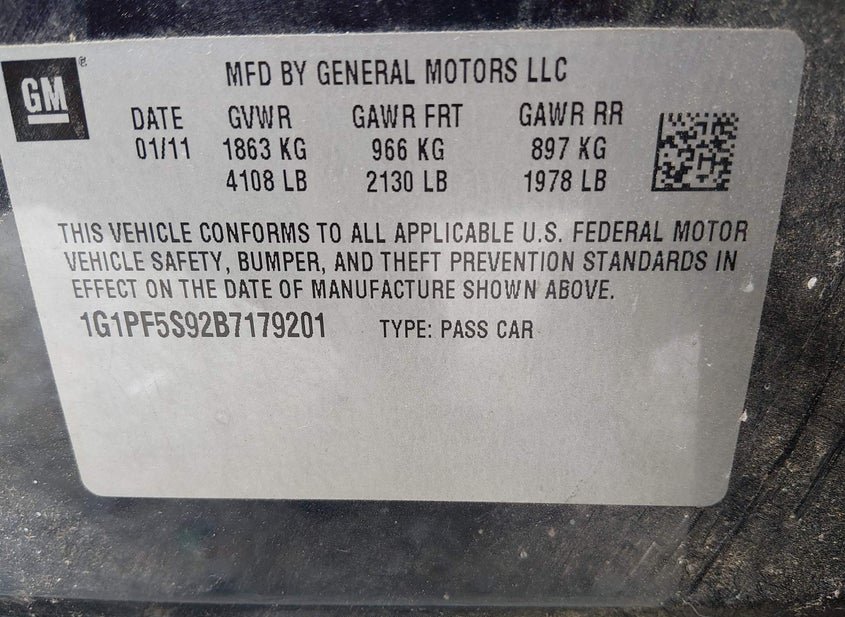 GM®
MFD BY GENERAL MOTORS LLC
DATE GVWR GAWR FRT GAWR RR
01/11 1863 KG 966 KG 897 KG
4108 LB 2130 LB 1978 LB
THIS VEHICLE CONFORMS TO ALL APPLICABLE U.S. FEDERAL MOTOR
VEHICLE SAFETY, BUMPER, AND THEFT PREVENTION STANDARDS IN
EFFECT ON THE DATE OF MANUFACTURE SHOWN ABOVE.
1G1PF5S92B7179201 TYPE: PASS CAR